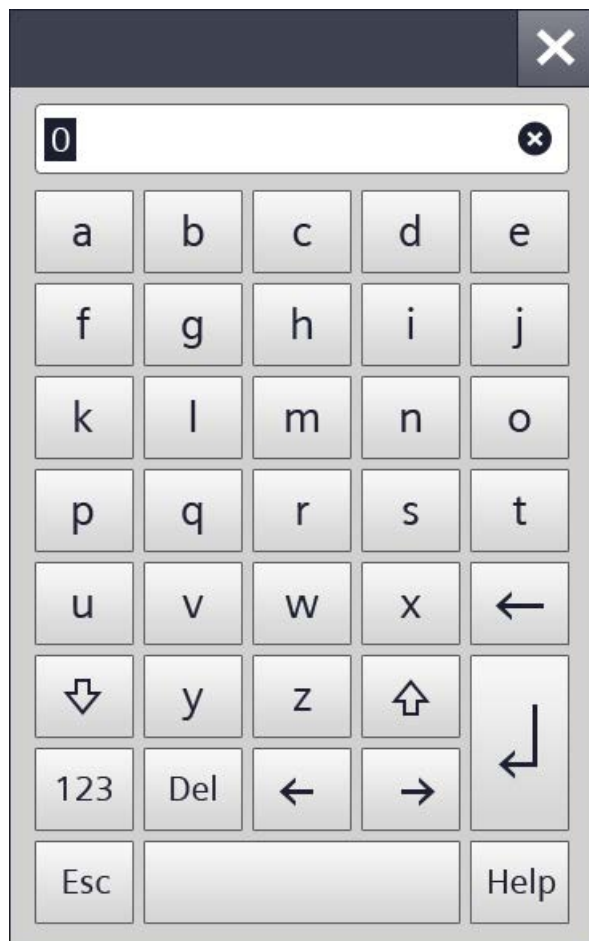 0
a b c d e
f g h i j
k l m n o
p q r s t
u v w x
y z
123 Del
Esc Help